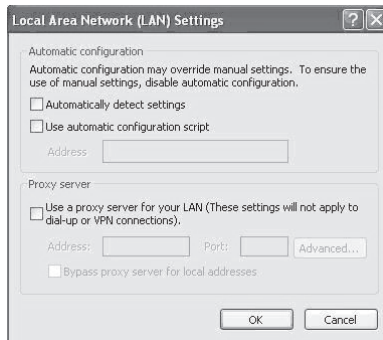 Local Area Network (LAN) Settings
Automatic configuration
Automatic configuration may override manual settings. To ensure the
use of manual settings, disable automatic configuration.
Automatically detect settings
Use automatic configuration script
Address
Proxy server
Use a proxy server for your LAN (These settings will not apply to
dial-up or VPN connections).
Address: Port: Advanced...
Bypass proxy server for local addresses
OK Cancel